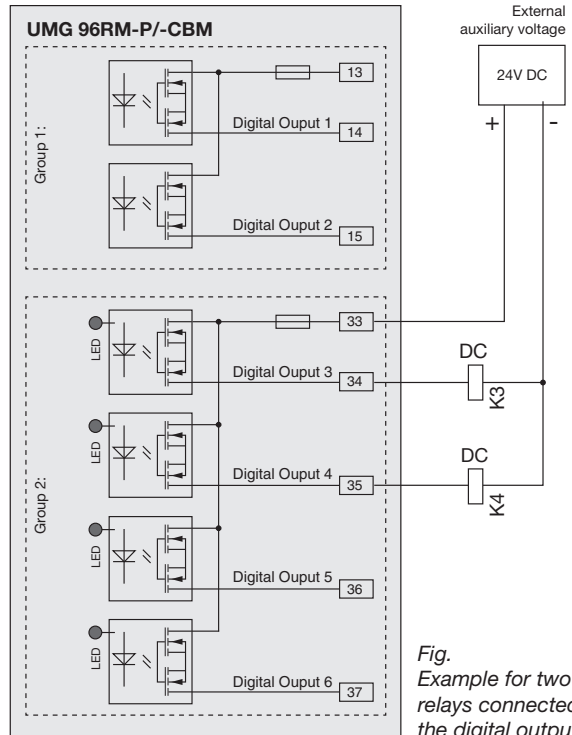 UMG 96RM-P/-CBM
External
auxiliary voltage
24V DC
+ -
Group 1:
13
Digital Ouput 1
14
Digital Ouput 2
15
Group 2:
LED
33
Digital Ouput 3
34
DC
K3
LED
Digital Ouput 4
35
DC
K4
LED
Digital Ouput 5
36
LED
Digital Ouput 6
37
Fig.
Example for two
relays connected
the digital output